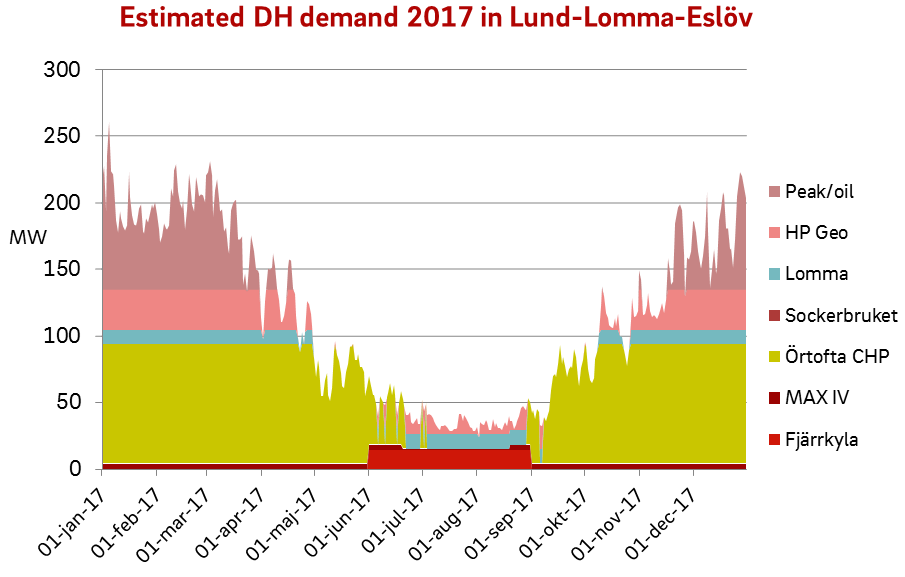 Estimated DH demand 2017 in Lund-Lomma-Eslöv
300
250
200
150
100
50
0
MW
01-jan-17
01-feb-17
01-mar-17
01-apr-17
01-maj-17
01-jun-17
01-jul-17
01-aug-17
01-sep-17
01-okt-17
01-nov-17
01-dec-17
Peak/oil
HP Geo
Lomma
Sockerbruket
Örtofta CHP
MAX IV
Fjärrkyla